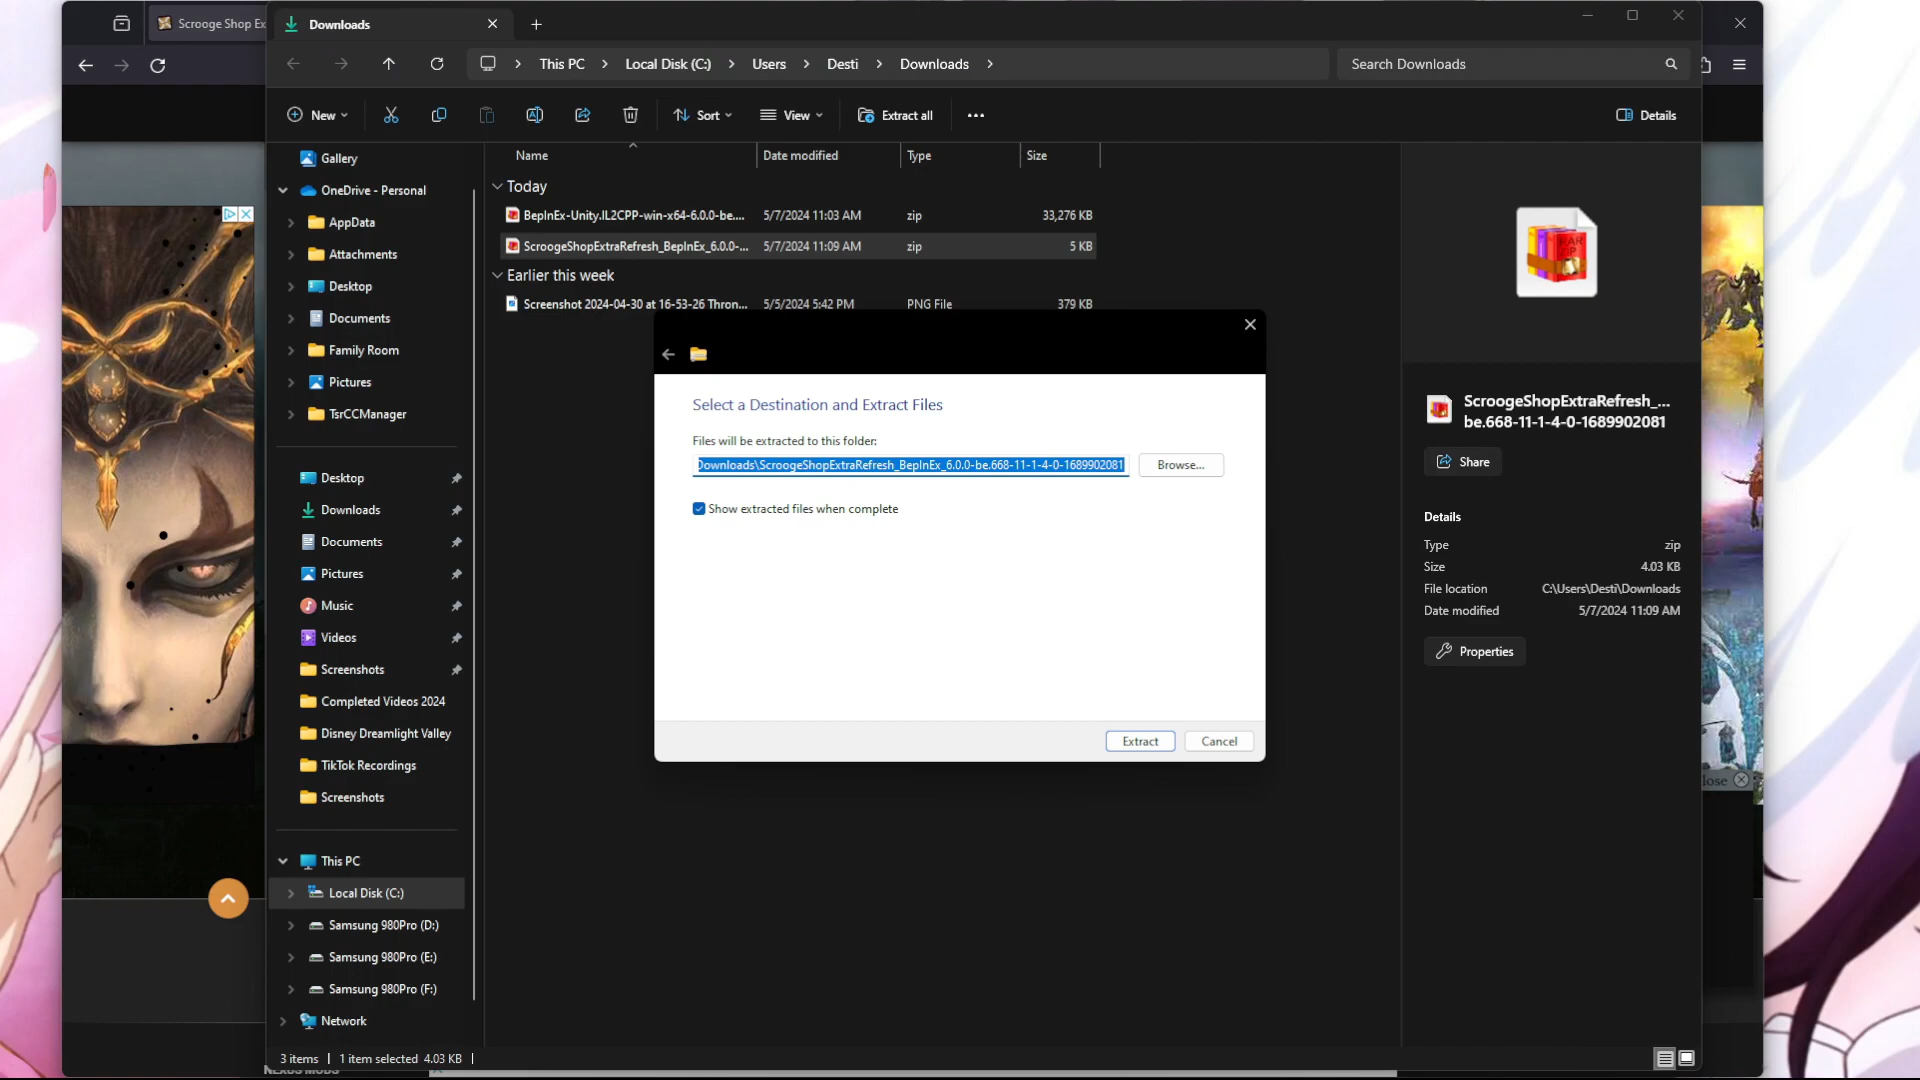 Scrooge Shop Ex
Downloads
This PC > Local Disk (C:) > Users > Desti > Downloads >
Search Downloads
New
Sort
View
Extract all
Details
Name
Date modified
Type
Size
Gallery
OneDrive - Personal
AppData
Attachments
Desktop
Documents
Family Room
Pictures
TsrCCManager
Desktop
Downloads
Documents
Pictures
Music
Videos
Screenshots
Completed Videos 2024
Disney Dreamlight Valley
TikTok Recordings
Screenshots
This PC
Local Disk (C:)
Samsung 980Pro (D:)
Samsung 980Pro (E:)
Samsung 980Pro (F:)
Network
Today
BepInEx-Unity.IL2CPP-win-x64-6.0.0-be.... 5/7/2024 11:03 AM zip 33,276 KB
ScroogeShopExtraRefresh_BepInEx_6.0.0-... 5/7/2024 11:09 AM zip 5 KB
Earlier this week
Screenshot 2024-04-30 at 16-53-26 Thron... 5/5/2024 5:42 PM PNG File 379 KB
Select a Destination and Extract Files
Files will be extracted to this folder:
Downloads\ScroogeShopExtraRefresh_BepInEx_6.0.0-be.668-11-1-4-0-1689902081
Browse...
Show extracted files when complete
Extract
Cancel
ScroogeShopExtraRefresh_...
be.668-11-1-4-0-1689902081
Share
Details
Type zip
Size 4.03 KB
File location C:\Users\Desti\Downloads
Date modified 5/7/2024 11:09 AM
Properties
lose
3 items
1 item selected 4.03 KB
NEXUS MODS